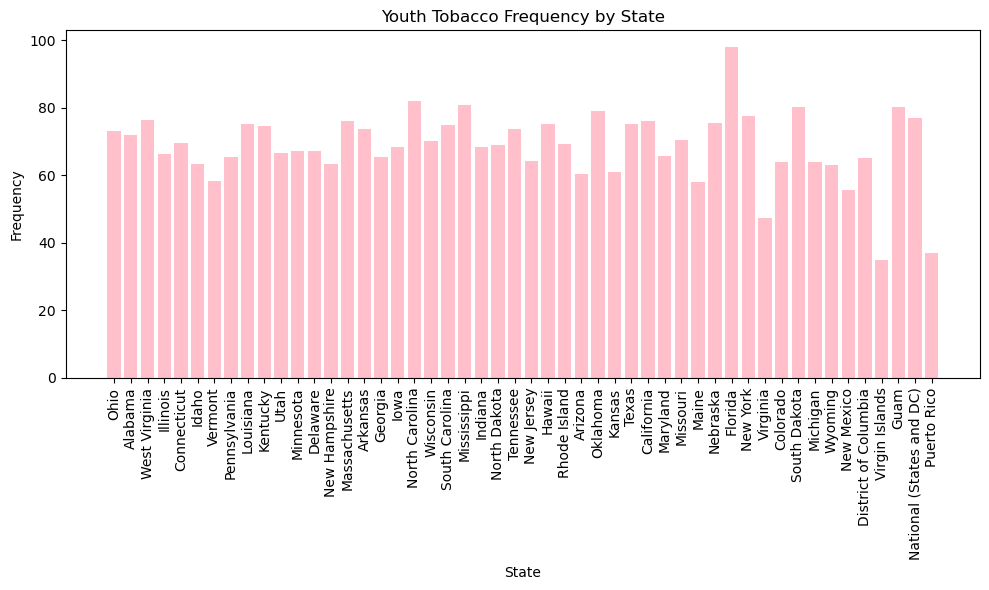 Youth Tobacco Frequency by State
Frequency
100
80
60
40
20
0
Ohio
Alabama
West Virginia
Illinois
Connecticut
Idaho
Vermont
Pennsylvania
Louisiana
Kentucky
Utah
Minnesota
Delaware
New Hampshire
Massachusetts
Arkansas
Georgia
Iowa
North Carolina
Wisconsin
South Carolina
Mississippi
Indiana
North Dakota
Tennessee
New Jersey
Hawaii
Rhode Island
Arizona
Oklahoma
Kansas
Texas
California
Maryland
Missouri
Maine
Nebraska
Florida
New York
Virginia
Colorado
South Dakota
Michigan
Wyoming
New Mexico
District of Columbia
Virgin Islands
Guam
National (States and DC)
Puerto Rico
State